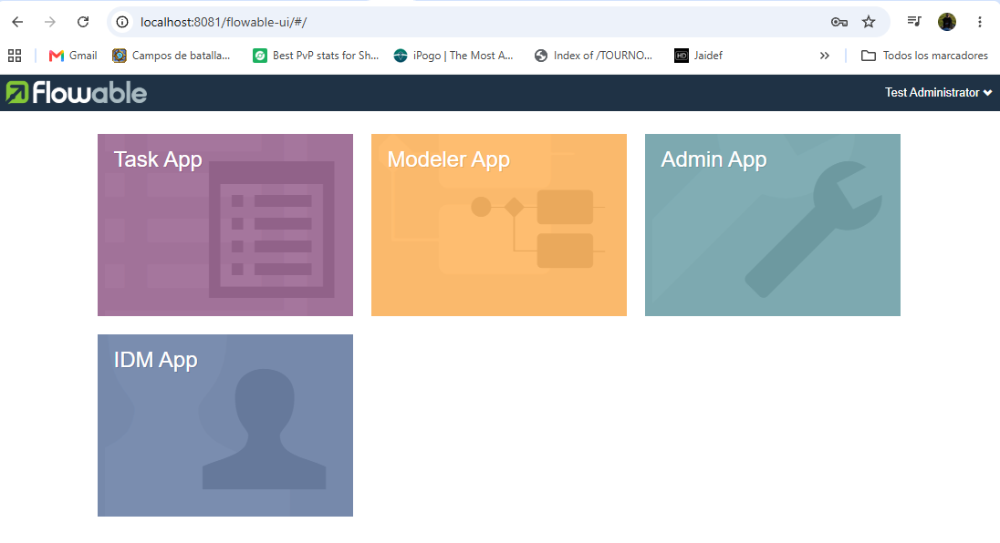 localhost:8081/flowable-ui/#/
Gmail Campos de batalla... Best PvP stats for Sh... iPogo | The Most A... Index of /TOURNO... HD Jaidef » Todos los marcadores
flowable Test Administrator
Task App Modeler App Admin App
IDM App